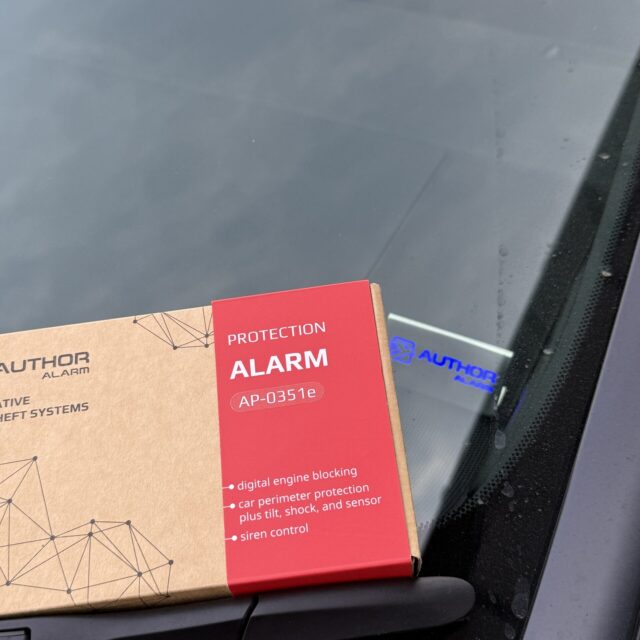 AUTHOR
ALARM
ATIVE
HEFT SYSTEMS
PROTECTION
ALARM
AP-0351e
digital engine blocking
car perimeter protection
plus tilt, shock, and sensor
siren control
AUTHOR
ALARM